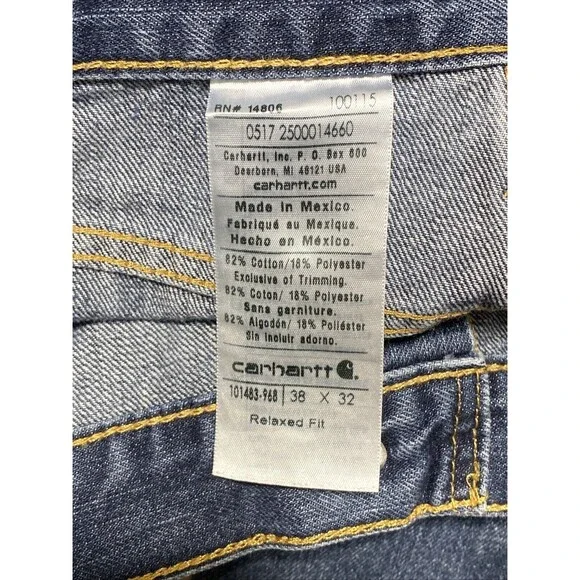 RN# 14806 100115
0517 2500014660
Carhartt, Inc. P. O. Box 600
Dearborn, MI 48121 USA
carhartt.com
Made in Mexico.
Fabriqué au Mexique.
Hecho en México.
82% Cotton/18% Polyester
Exclusive of Trimming.
82% Coton/ 18% Polyester
Sans garniture.
82% Algodón/ 18% Poliéster
Sin incluir adorno.
carhartt
101483-968 38 X 32
Relaxed Fit